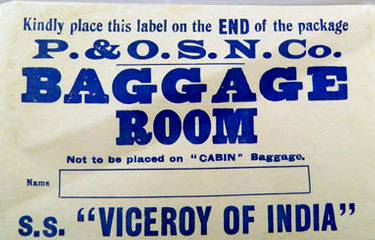 Kindly place this label on the END of the package
P. & O. S. N. Co.
BAGGAGE
ROOM
Not to be placed on "CABIN" Baggage.
Name
S.S. "VICEROY OF INDIA"